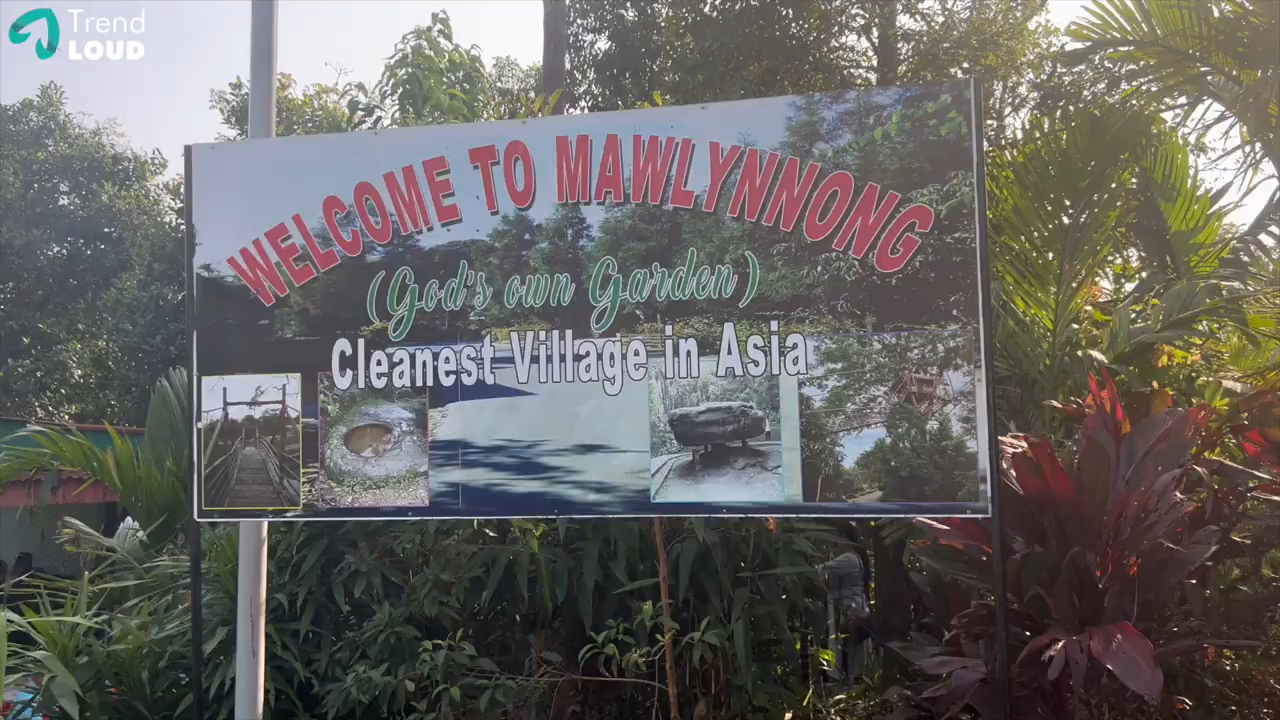 Trend
LOUD
WELCOME TO MAWLYNNONG
(God's own Garden)
Cleanest Village in Asia